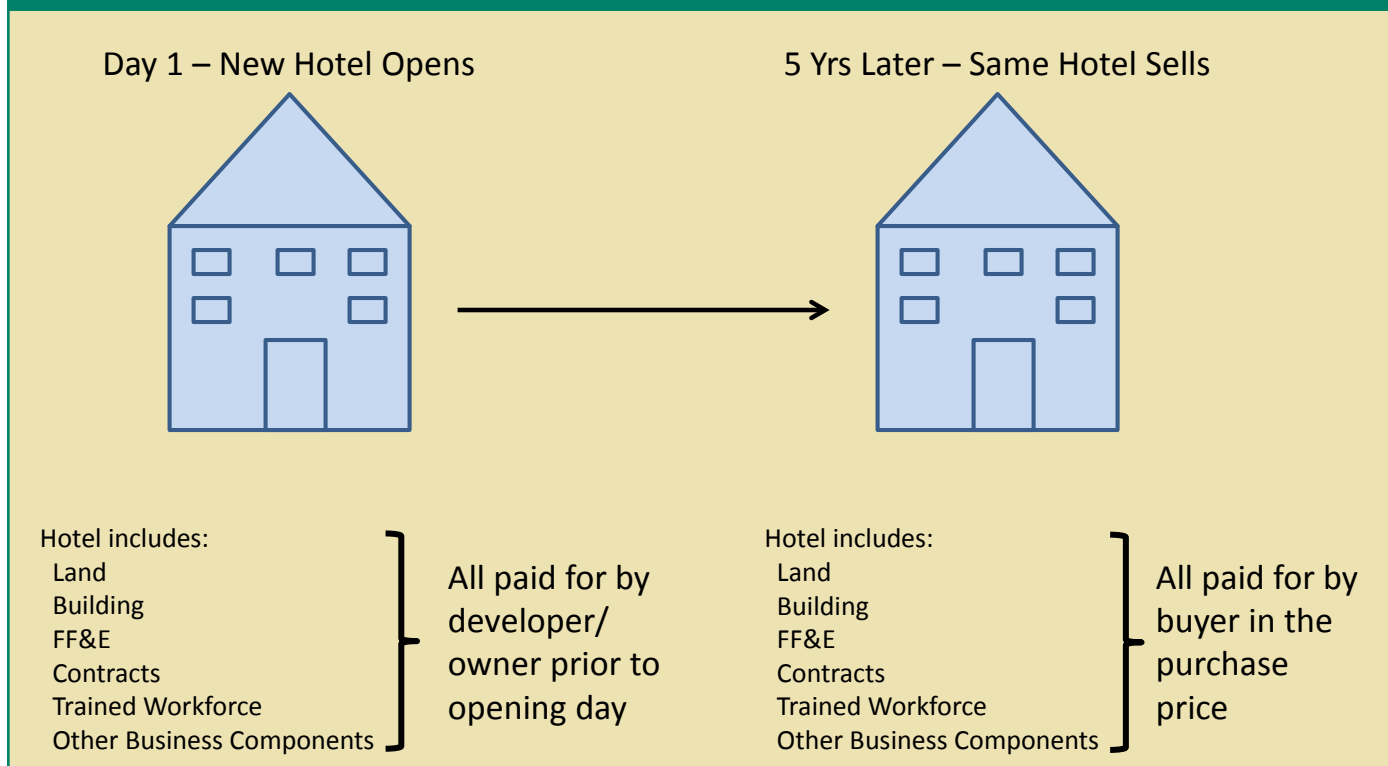 Day 1 – New Hotel Opens
5 Yrs Later – Same Hotel Sells
Hotel includes:
Land
Building
FF&E
Contracts
Trained Workforce
Other Business Components
All paid for by
developer/
owner prior to
opening day
Hotel includes:
Land
Building
FF&E
Contracts
Trained Workforce
Other Business Components
All paid for by
buyer in the
purchase
price